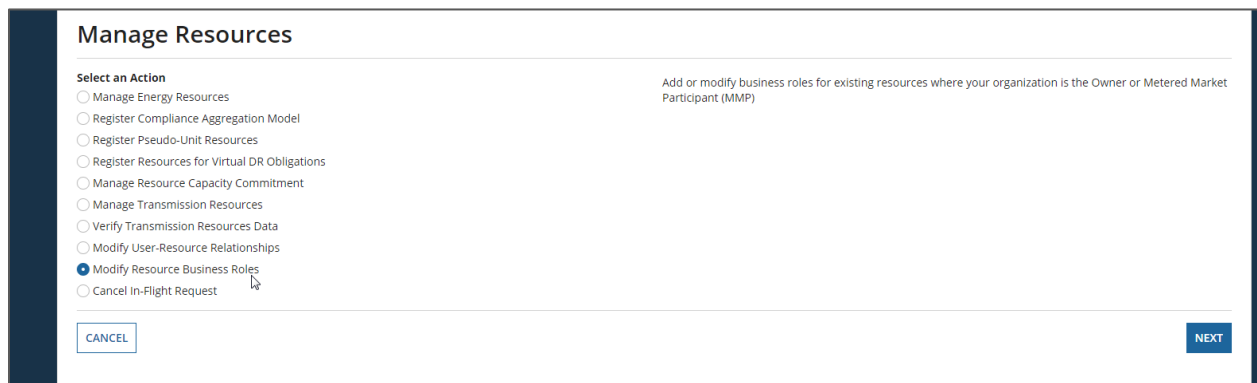 Manage Resources
Select an Action
Manage Energy Resources
Register Compliance Aggregation Model
Register Pseudo-Unit Resources
Register Resources for Virtual DR Obligations
Manage Resource Capacity Commitment
Manage Transmission Resources
Verify Transmission Resources Data
Modify User-Resource Relationships
Modify Resource Business Roles
Cancel In-Flight Request
Add or modify business roles for existing resources where your organization is the Owner or Metered Market
Participant (MMP)
CANCEL
NEXT